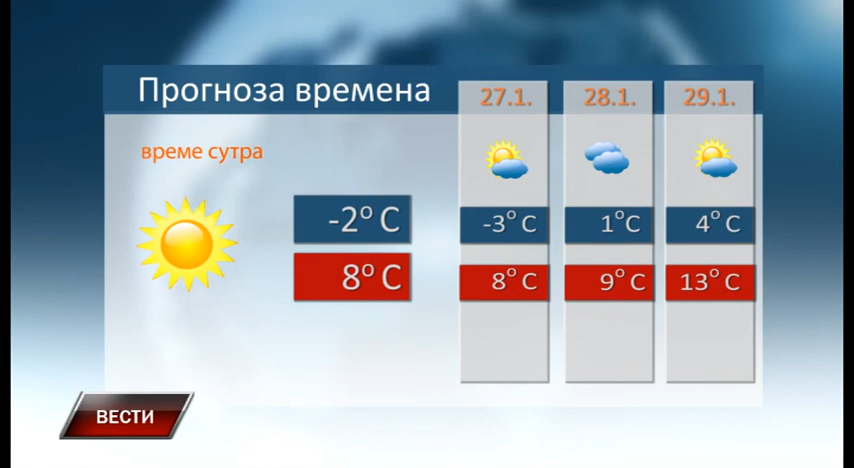 Прогноза времена
време сутра
-2° C
8° C
27.1.
28.1.
29.1.
-3° C
1°C
4° C
8° C
9° C
13° C
ВЕСТИ